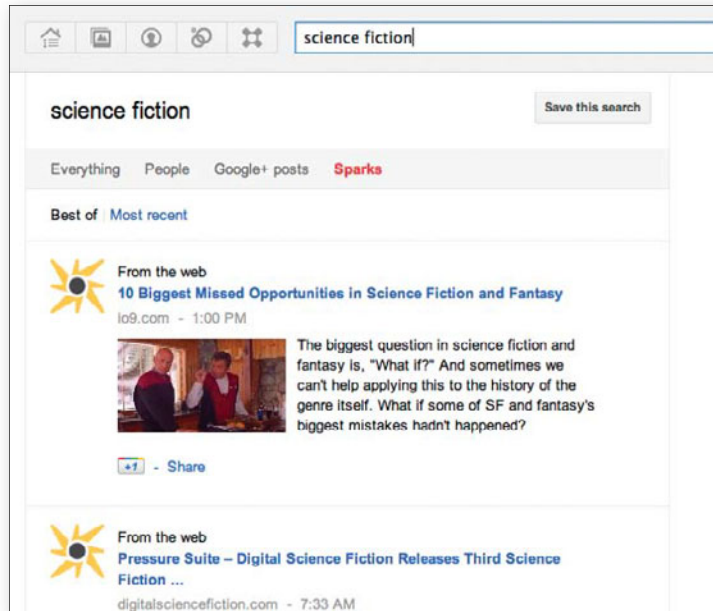 science fiction
science fiction
Save this search
Everything People Google+ posts Sparks
Best of Most recent
From the web
10 Biggest Missed Opportunities in Science Fiction and Fantasy
io9.com - 1:00 PM
The biggest question in science fiction and
fantasy is, "What if?" And sometimes we
can't help applying this to the history of the
genre itself. What if some of SF and fantasy's
biggest mistakes hadn't happened?
+1 - Share
From the web
Pressure Suite – Digital Science Fiction Releases Third Science
Fiction ...
digitalsciencefiction.com - 7:33 AM